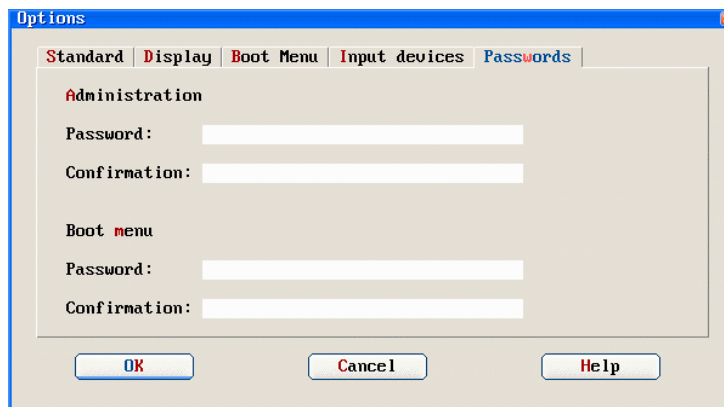 Options
Standard Display Boot Menu Input devices Passwords
Administration
Password:
Confirmation:
Boot menu
Password:
Confirmation:
OK Cancel Help